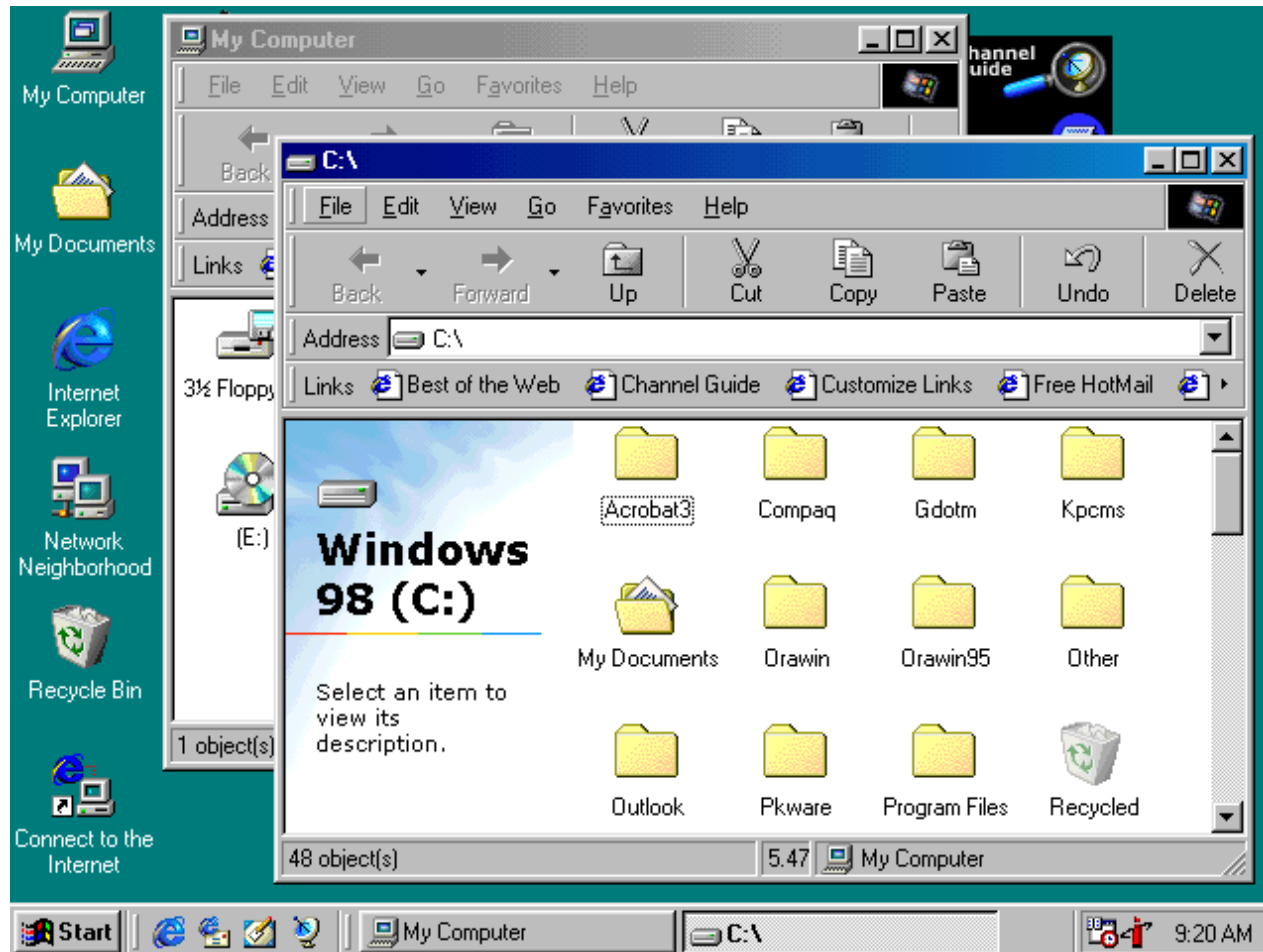 My Computer
My Documents
Internet
Explorer
Network
Neighborhood
Recycle Bin
Connect to the
Internet
My Computer
File Edit View Go Favorites Help
Back
Address
Links
3½ Floppy
(E:)
1 object(s)
hannel
uide
C:\
File Edit View Go Favorites Help
Back Forward Up Cut Copy Paste Undo Delete
Address C:\
Links Best of the Web Channel Guide Customize Links Free HotMail
Windows
98 (C:)
Select an item to
view its
description.
Acrobat3 Compaq Gdotm Kpcms
My Documents Orawin Orawin95 Other
Outlook Pkware Program Files Recycled
48 object(s) 5.47 My Computer
Start My Computer C:\ 9:20 AM